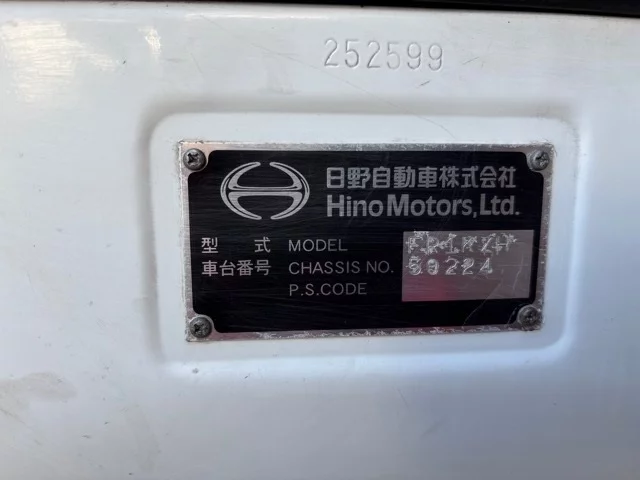 252599
日野自動車株式会社
Hino Motors, Ltd.
型 式 MODEL
車台番号 CHASSIS NO. 59224
P.S.CODE